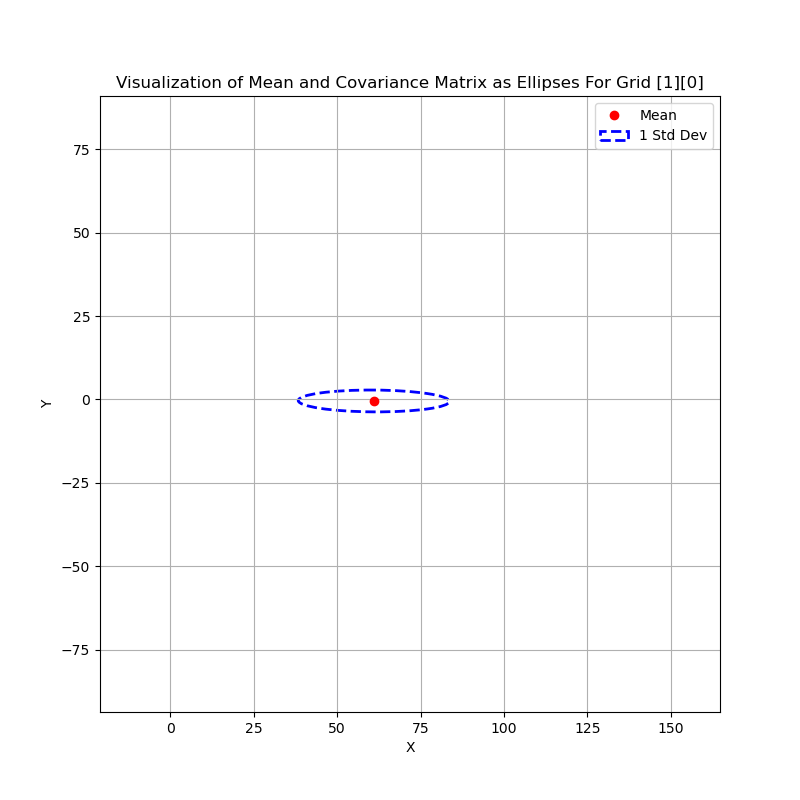 Visualization of Mean and Covariance Matrix as Ellipses For Grid [1][0]
Mean
1 Std Dev
75
50
25
0
−25
−50
−75
Y
0 25 50 75 100 125 150
X